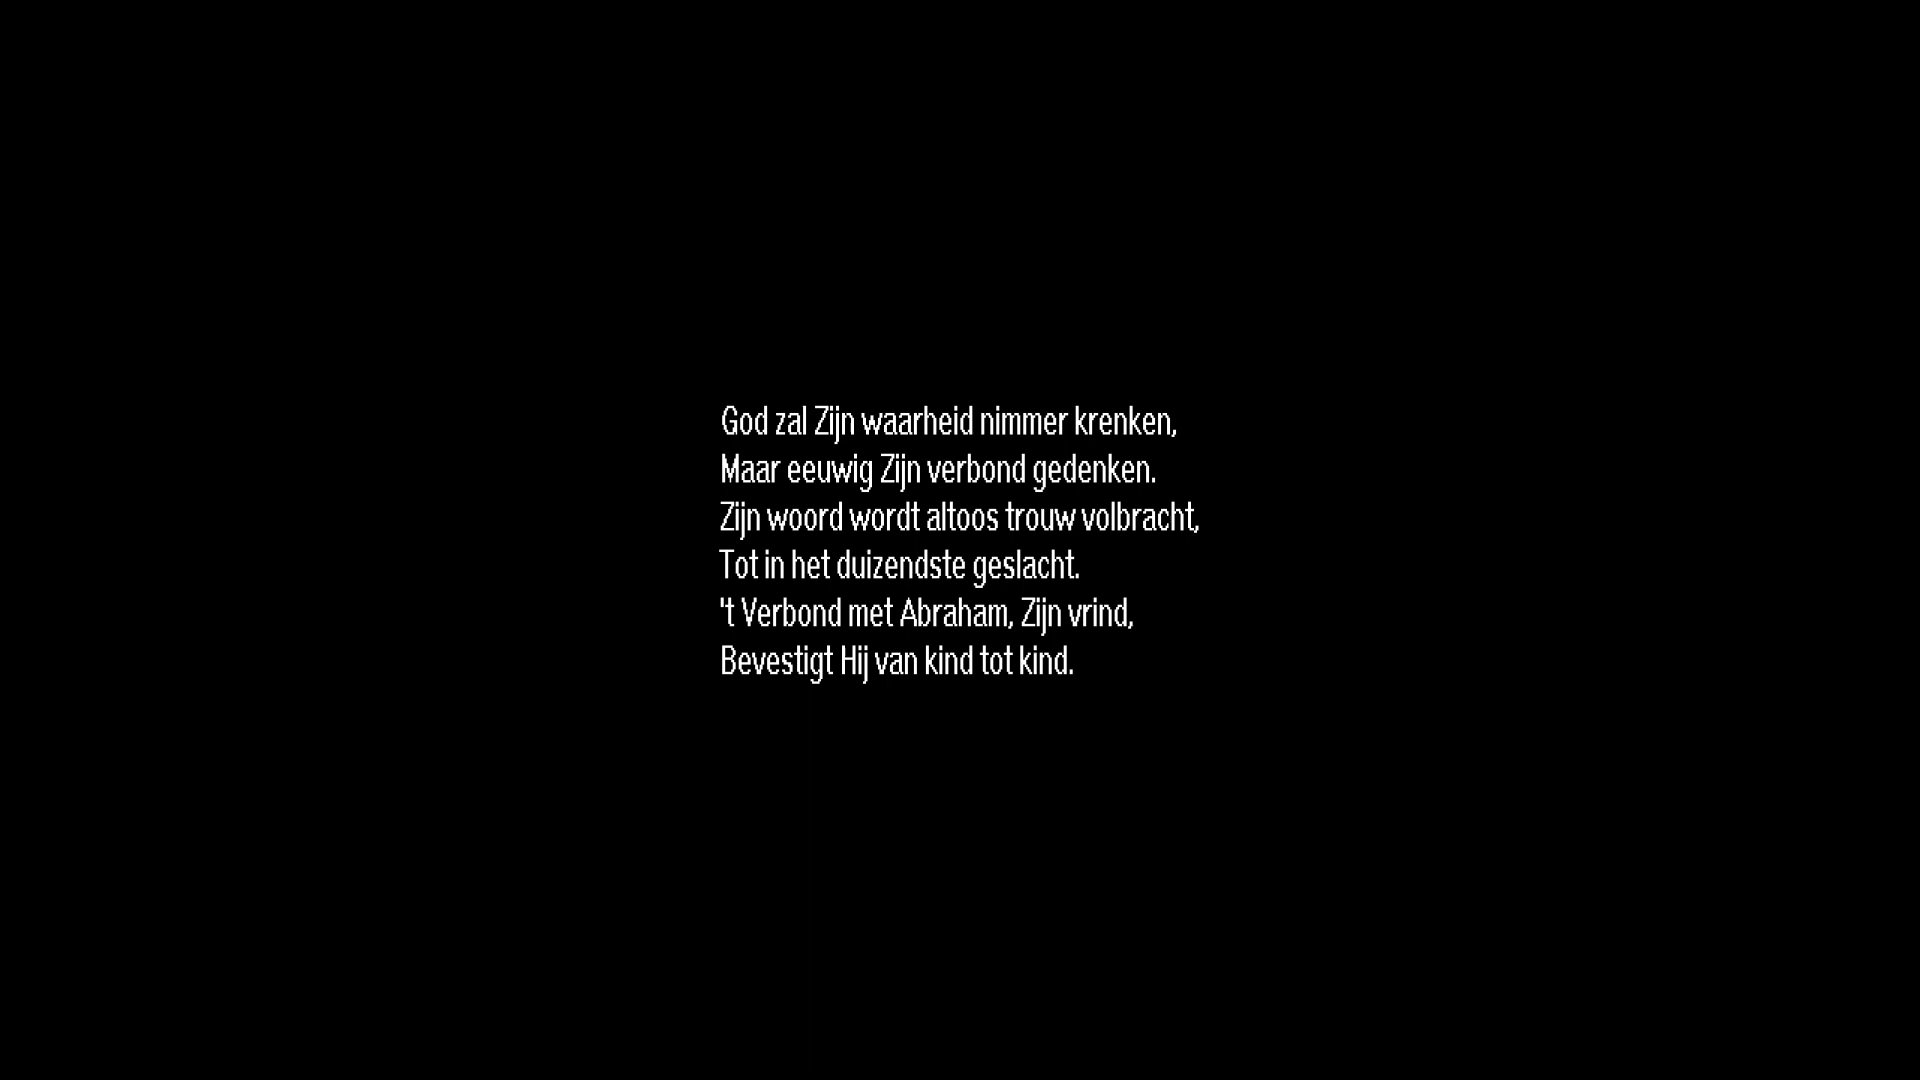 God zal Zijn waarheid nimmer krenken,
Maar eeuwig Zijn verbond gedenken.
Zijn woord wordt altoos trouw volbracht,
Tot in het duizendste geslacht.
't Verbond met Abraham, Zijn vrind,
Bevestigt Hij van kind tot kind.